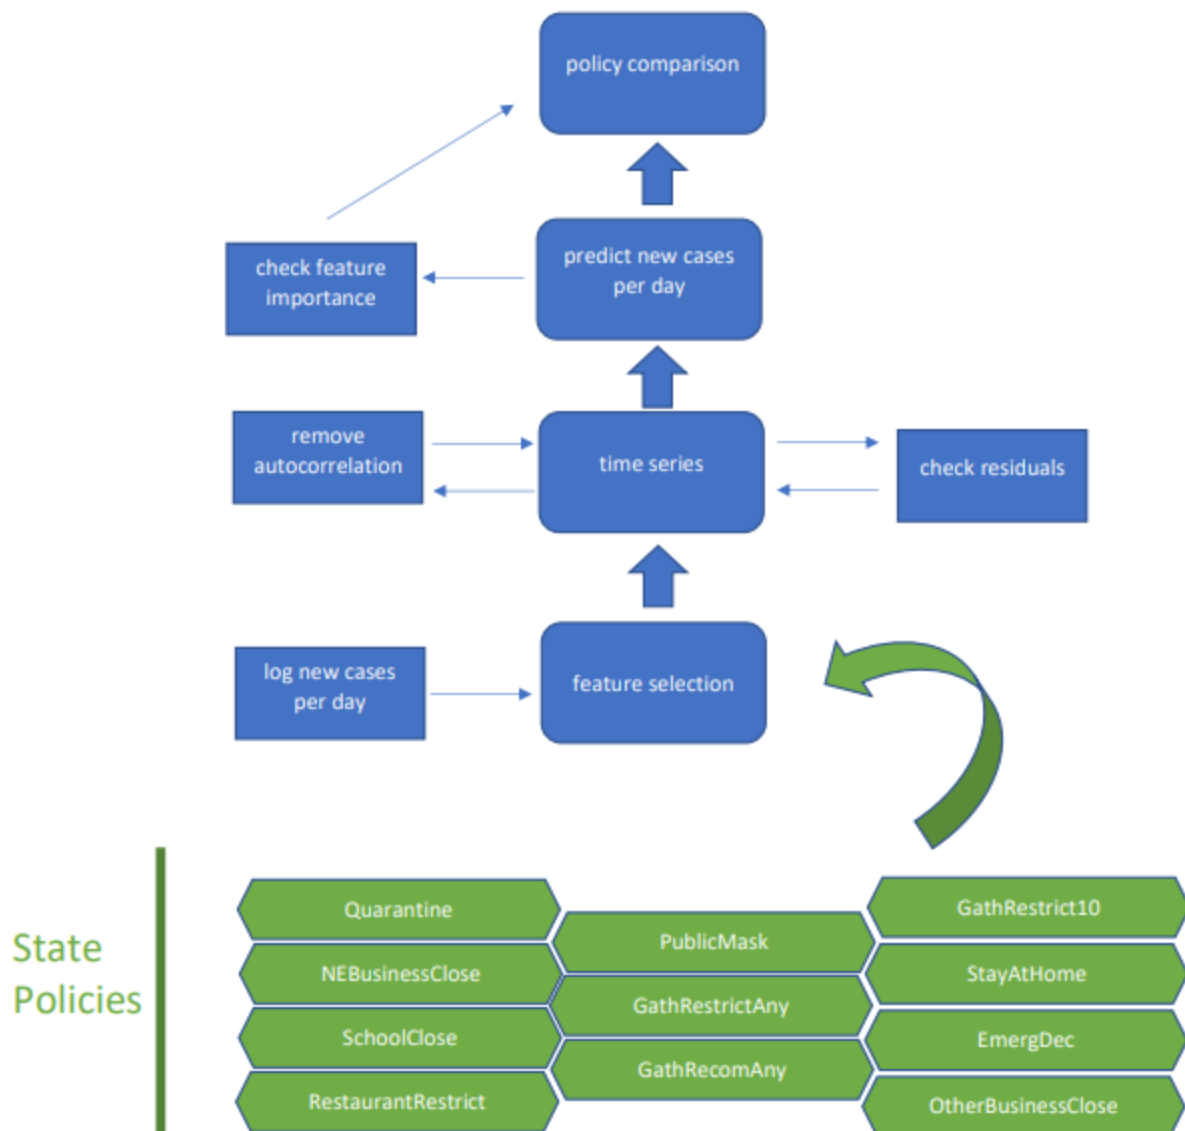 policy comparison
check feature
importance
predict new cases
per day
remove
autocorrelation
time series
check residuals
log new cases
per day
feature selection
State
Policies
Quarantine
NEBusinessClose
SchoolClose
RestaurantRestrict
PublicMask
GathRestrictAny
GathRecomAny
GathRestrict10
StayAtHome
EmergDec
OtherBusinessClose